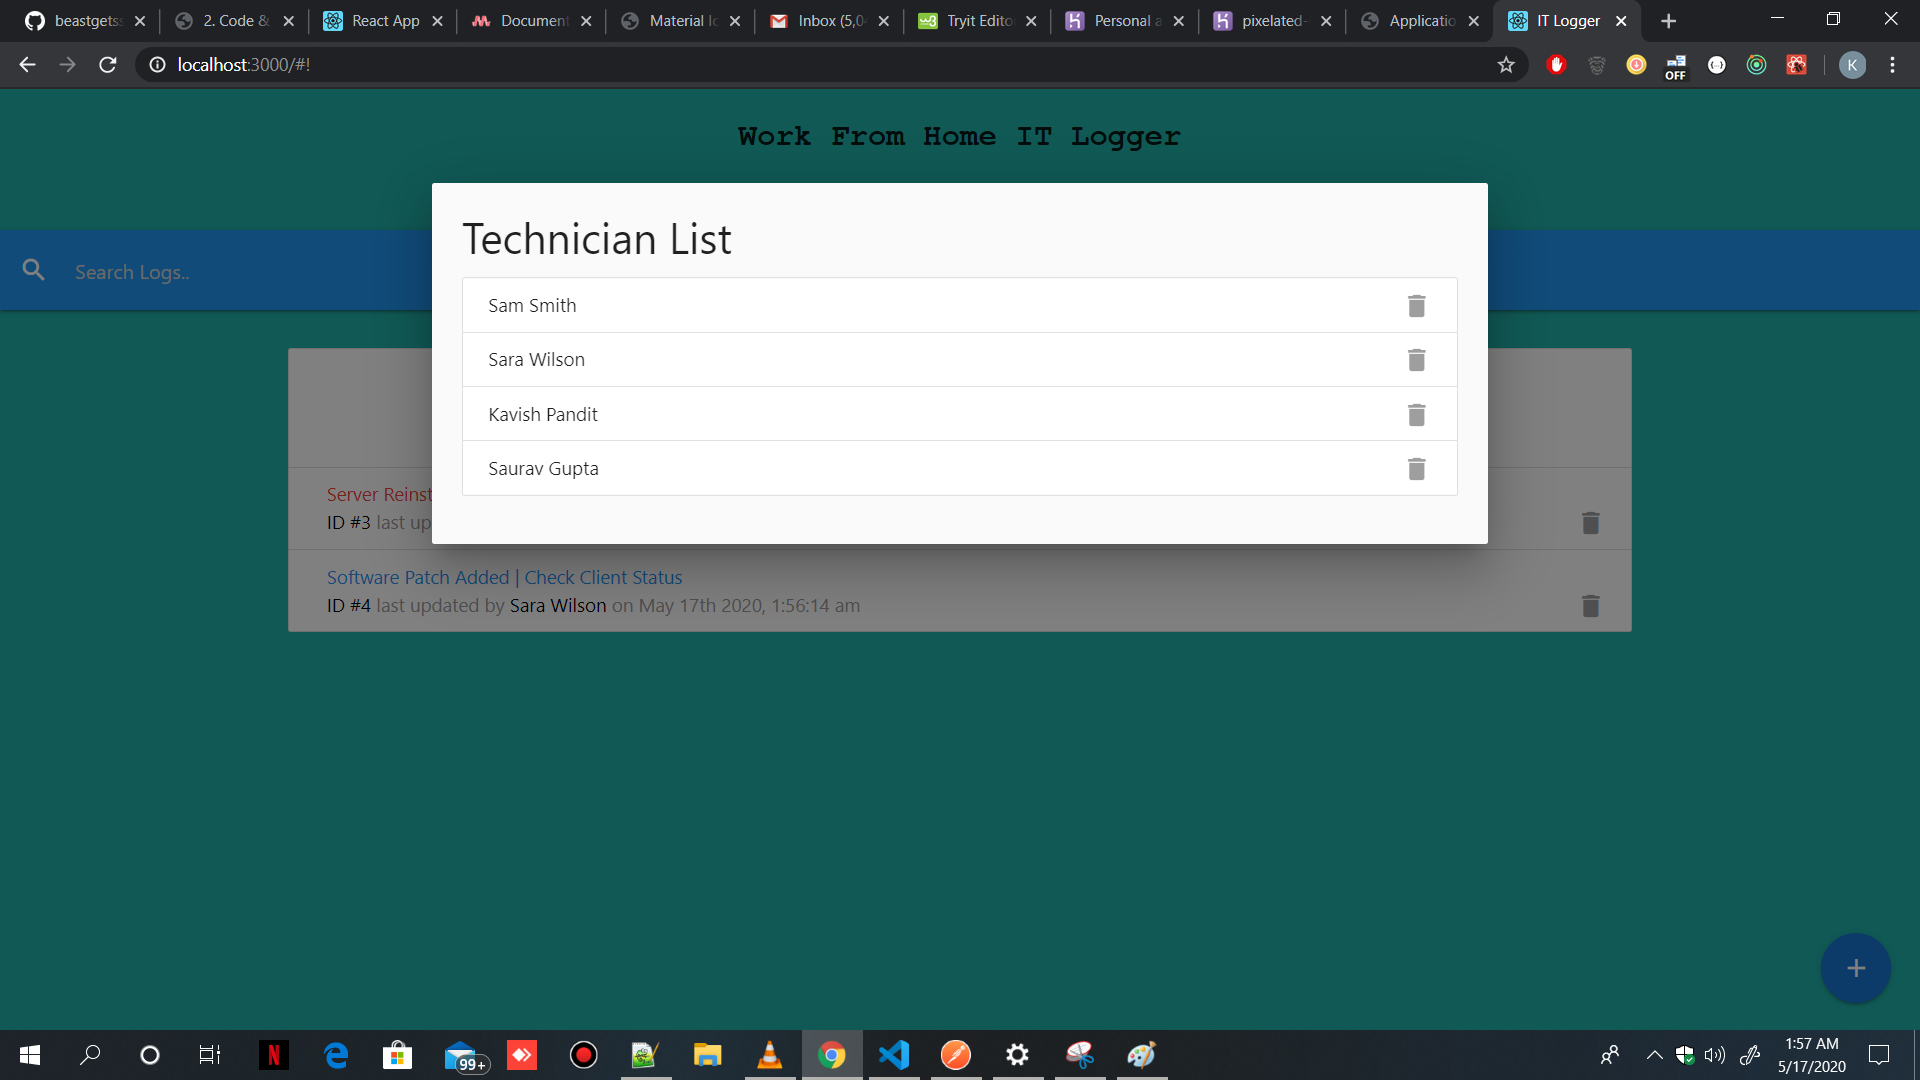 beastgetss
2. Code &
React App
Document
Material Ic
Inbox (5,0
Tryit Edito
Personal a
pixelated-
Applicatio
IT Logger
localhost:3000/#!
OFF
K
Work From Home IT Logger
Search Logs..
Technician List
Sam Smith
Sara Wilson
Kavish Pandit
Saurav Gupta
Server Reinst
ID #3 last up
Software Patch Added | Check Client Status
ID #4 last updated by Sara Wilson on May 17th 2020, 1:56:14 am
+
N
99+
1:57 AM
5/17/2020